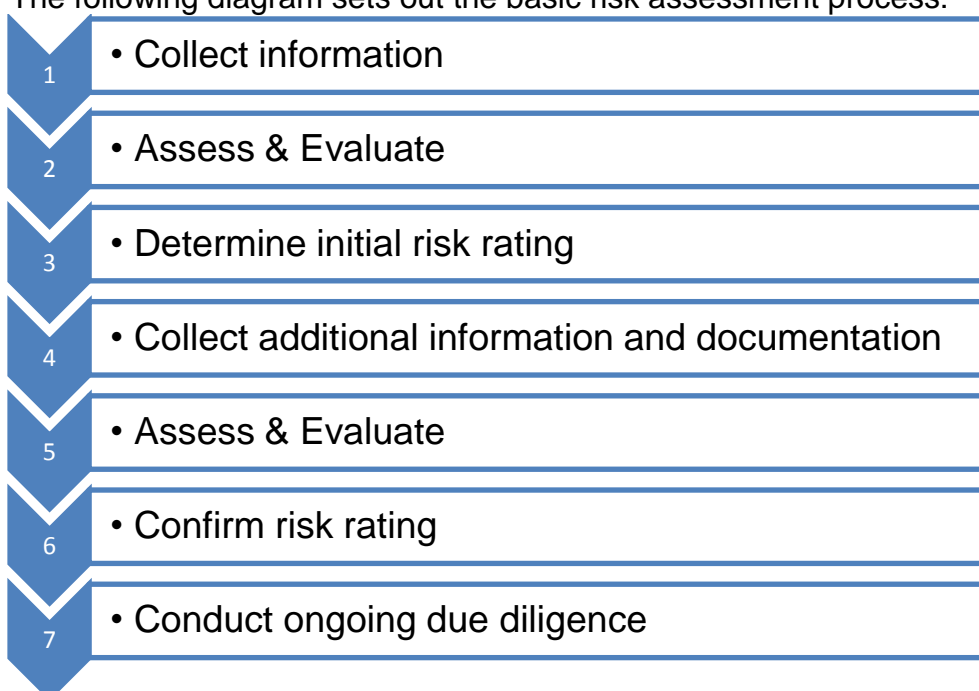 The following diagram sets out the basic risk assessment process:
1
• Collect information
2
• Assess & Evaluate
3
• Determine initial risk rating
4
• Collect additional information and documentation
5
• Assess & Evaluate
6
• Confirm risk rating
7
• Conduct ongoing due diligence